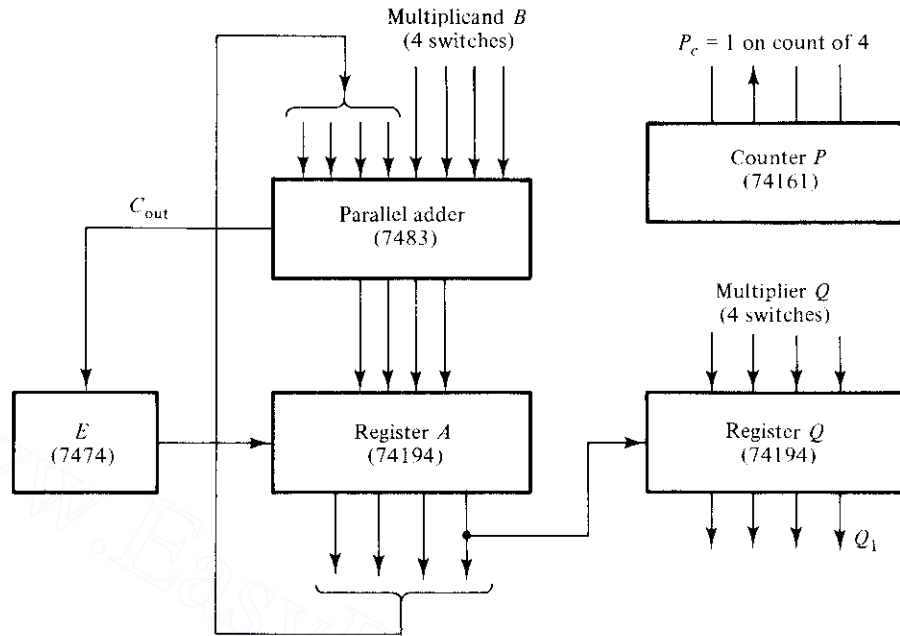 Multiplicand B
(4 switches)
P_c = 1 on count of 4
Counter P
(74161)
Parallel adder
(7483)
C_out
Multiplier Q
(4 switches)
E
(7474)
Register A
(74194)
Register Q
(74194)
Q_1